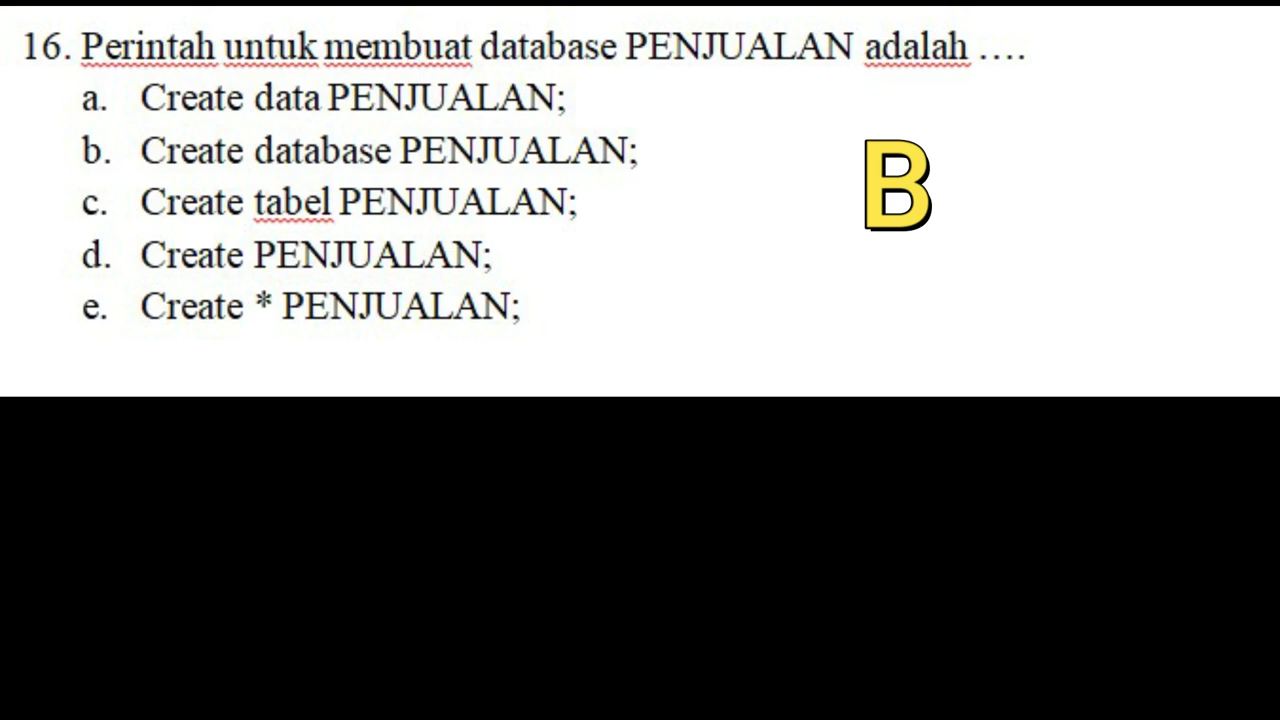 16. Perintah untuk membuat database PENJUALAN adalah ….
a. Create data PENJUALAN;
b. Create database PENJUALAN;
B
c. Create tabel PENJUALAN;
d. Create PENJUALAN;
e. Create * PENJUALAN;